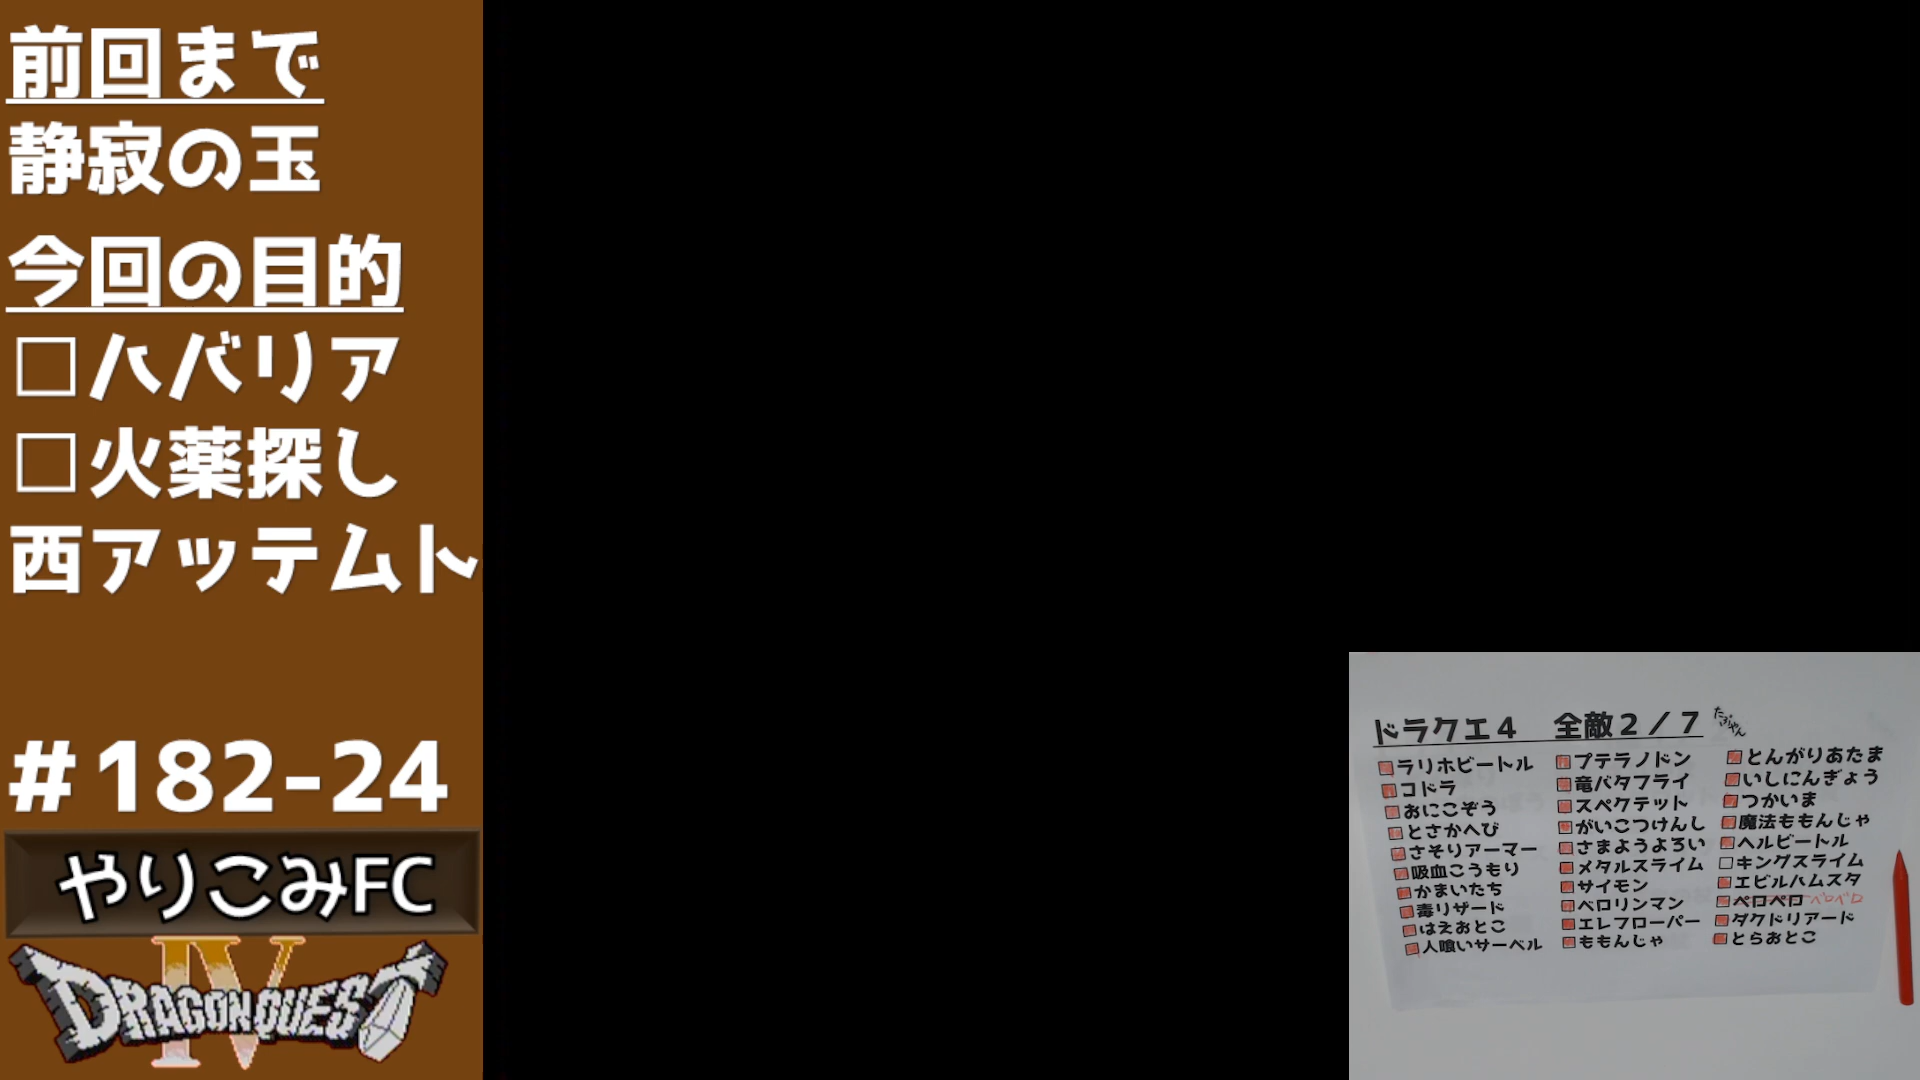 前回まで
静寂の玉
今回の目的
□ハバリア
□火薬探し
西アッテムト
#182-24
やりこみFC
IV
DRAGON QUEST
ドラクエ4 全敵2/7
ラリホビートル
コドラ
おにこぞう
とさかへび
さそりアーマー
吸血こうもり
かまいたち
毒リザード
はえおとこ
人喰いサーベル
プテラノドン
竜バタフライ
スペクテット
がいこつけんし
さまようよろい
メタルスライム
サイモン
ベロリンマン
エレフローパー
ももんじゃ
とんがりあたま
いしにんぎょう
つかいま
魔法ももんじゃ
ヘルビートル
□キングスライム
エビルハムスタ
ペロペロ ベロベロ
ダクドリアード
とらおとこ